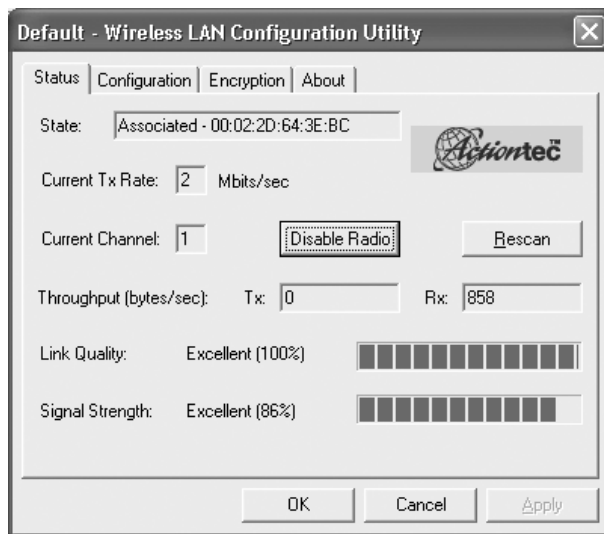 Default - Wireless LAN Configuration Utility
Status Configuration Encryption About
State: Associated - 00:02:2D:64:3E:BC
Actiontec™
Current Tx Rate: 2 Mbits/sec
Current Channel: 1 Disable Radio Rescan
Throughput (bytes/sec): Tx: 0 Rx: 858
Link Quality: Excellent (100%)
Signal Strength: Excellent (86%)
OK Cancel Apply